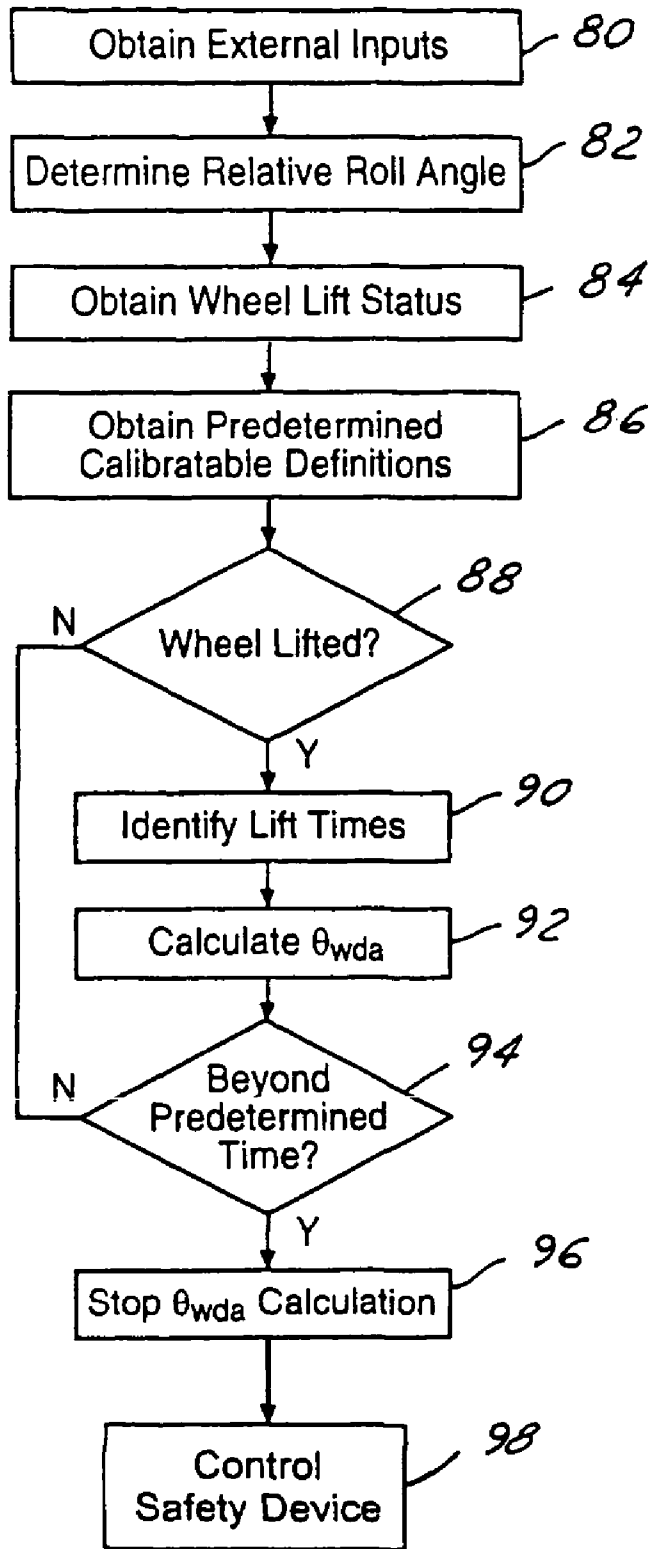 Obtain External Inputs
80
Determine Relative Roll Angle
82
Obtain Wheel Lift Status
84
Obtain Predetermined
Calibratable Definitions
86
88
N
Wheel Lifted?
Y
90
Identify Lift Times
92
Calculate θwda
94
N
Beyond
Predetermined
Time?
Y
96
Stop θwda Calculation
98
Control
Safety Device